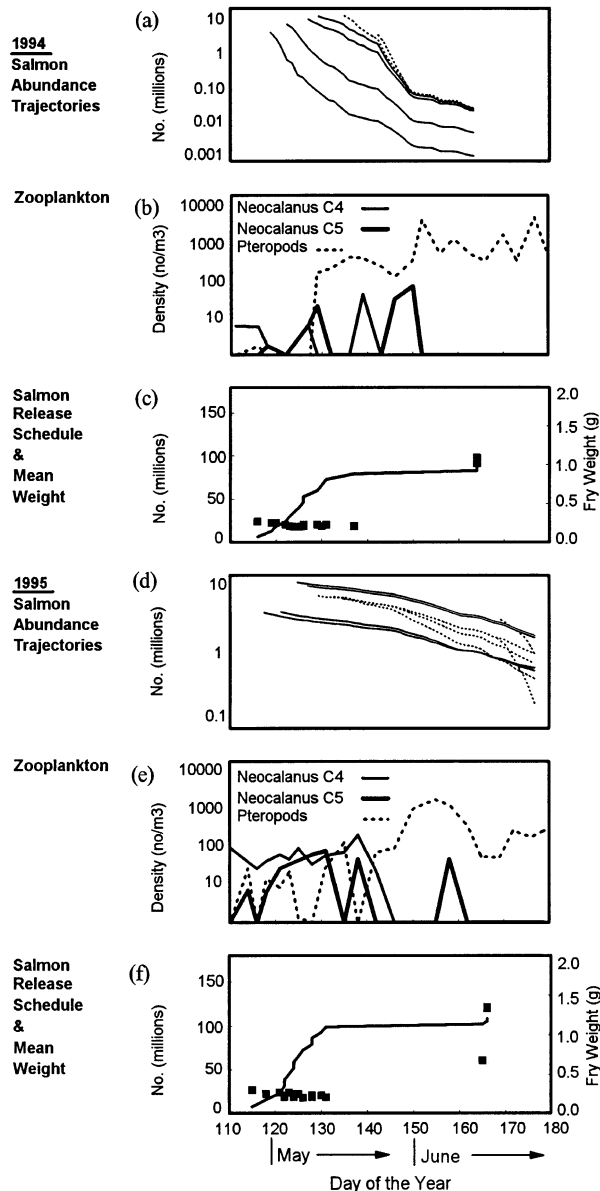 (a)
1994
Salmon
Abundance
Trajectories
No. (millions)
10
1
0.10
0.01
0.001
Zooplankton
(b)
Density (no/m3)
10000
1000
100
10
Neocalanus C4
Neocalanus C5
Pteropods
Salmon
Release
Schedule
&
Mean
Weight
(c)
No. (millions)
150
100
50
0
2.0
1.5
1.0
0.5
0.0
Fry Weight (g)
1995
Salmon
Abundance
Trajectories
(d)
No. (millions)
10
1
0.1
Zooplankton
(e)
Density (no/m3)
10000
1000
100
10
Neocalanus C4
Neocalanus C5
Pteropods
Salmon
Release
Schedule
&
Mean
Weight
(f)
No. (millions)
150
100
50
0
2.0
1.5
1.0
0.5
0.0
Fry Weight (g)
110 120 130 140 150 160 170 180
May June
Day of the Year